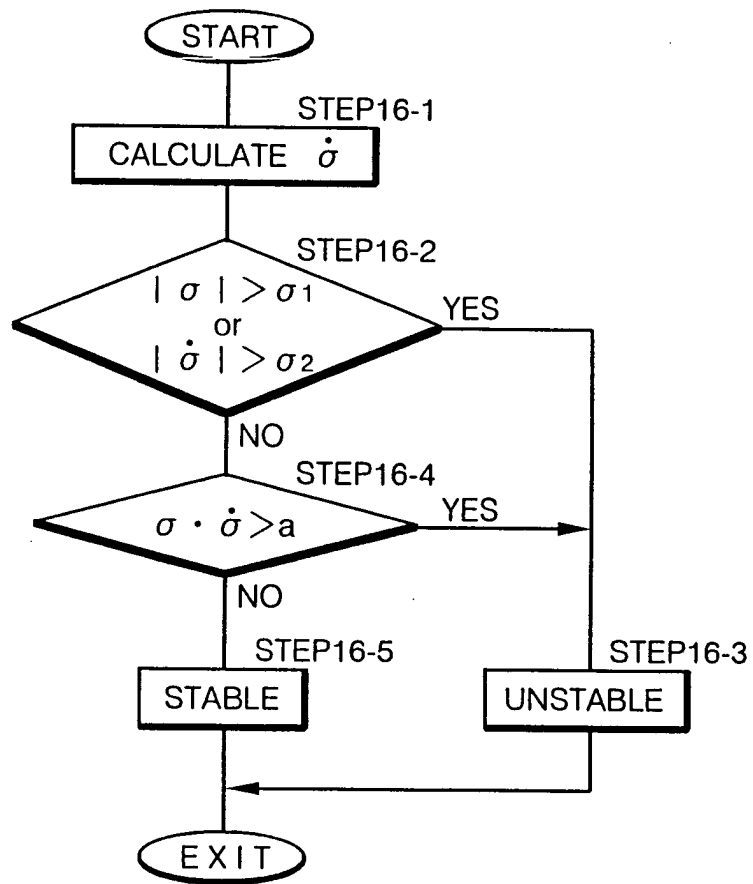 START
STEP16-1
CALCULATE σ̇
STEP16-2
| σ | > σ1
or
| σ̇ | > σ2
YES
NO
STEP16-4
σ · σ̇ > a
YES
NO
STEP16-5
STABLE
STEP16-3
UNSTABLE
EXIT